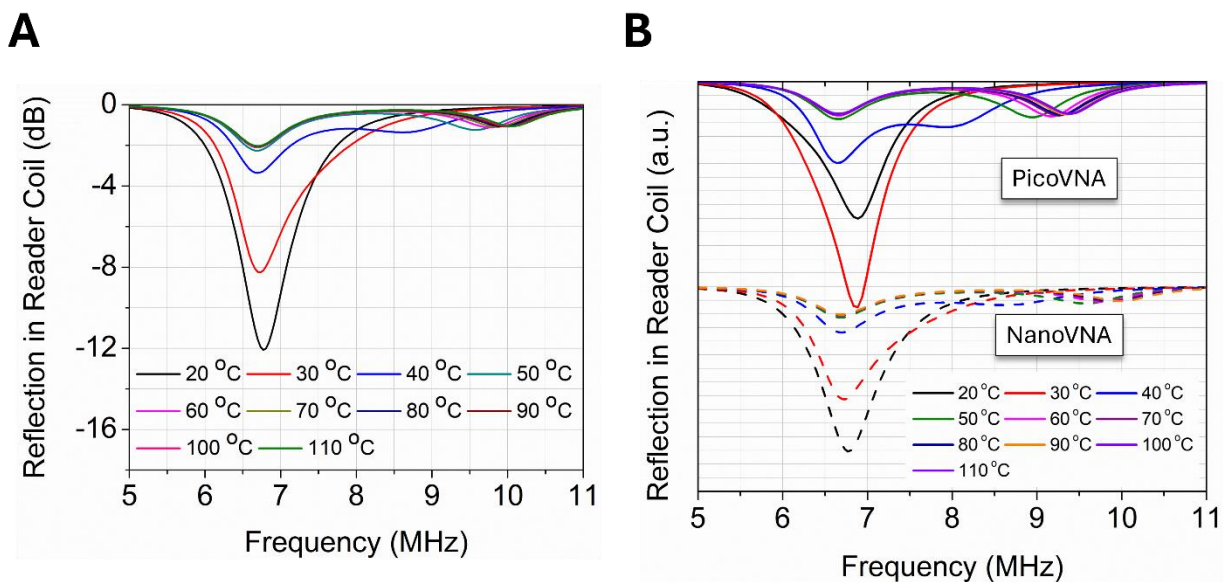 A
Reflection in Reader Coil (dB)
0
-4
-8
-12
-16
20 °C 30 °C 40 °C 50 °C
60 °C 70 °C 80 °C 90 °C
100 °C 110 °C
5 6 7 8 9 10 11
Frequency (MHz)
B
Reflection in Reader Coil (a.u.)
PicoVNA
NanoVNA
20 °C 30 °C 40 °C
50 °C 60 °C 70 °C
80 °C 90 °C 100 °C
110 °C
5 6 7 8 9 10 11
Frequency (MHz)